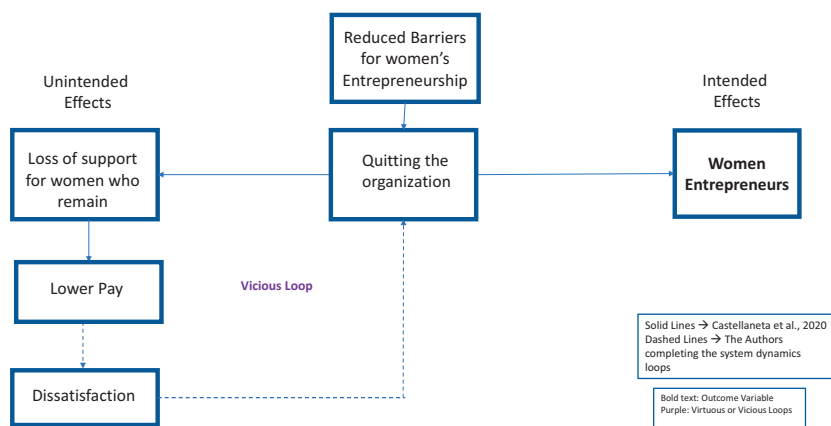 Reduced Barriers
for women's
Entrepreneurship
Unintended
Effects
Intended
Effects
Loss of support
for women who
remain
Quitting the
organization
Women
Entrepreneurs
Lower Pay
Vicious Loop
Dissatisfaction
Solid Lines → Castellaneta et al., 2020
Dashed Lines → The Authors
completing the system dynamics
loops
Bold text: Outcome Variable
Purple: Virtuous or Vicious Loops